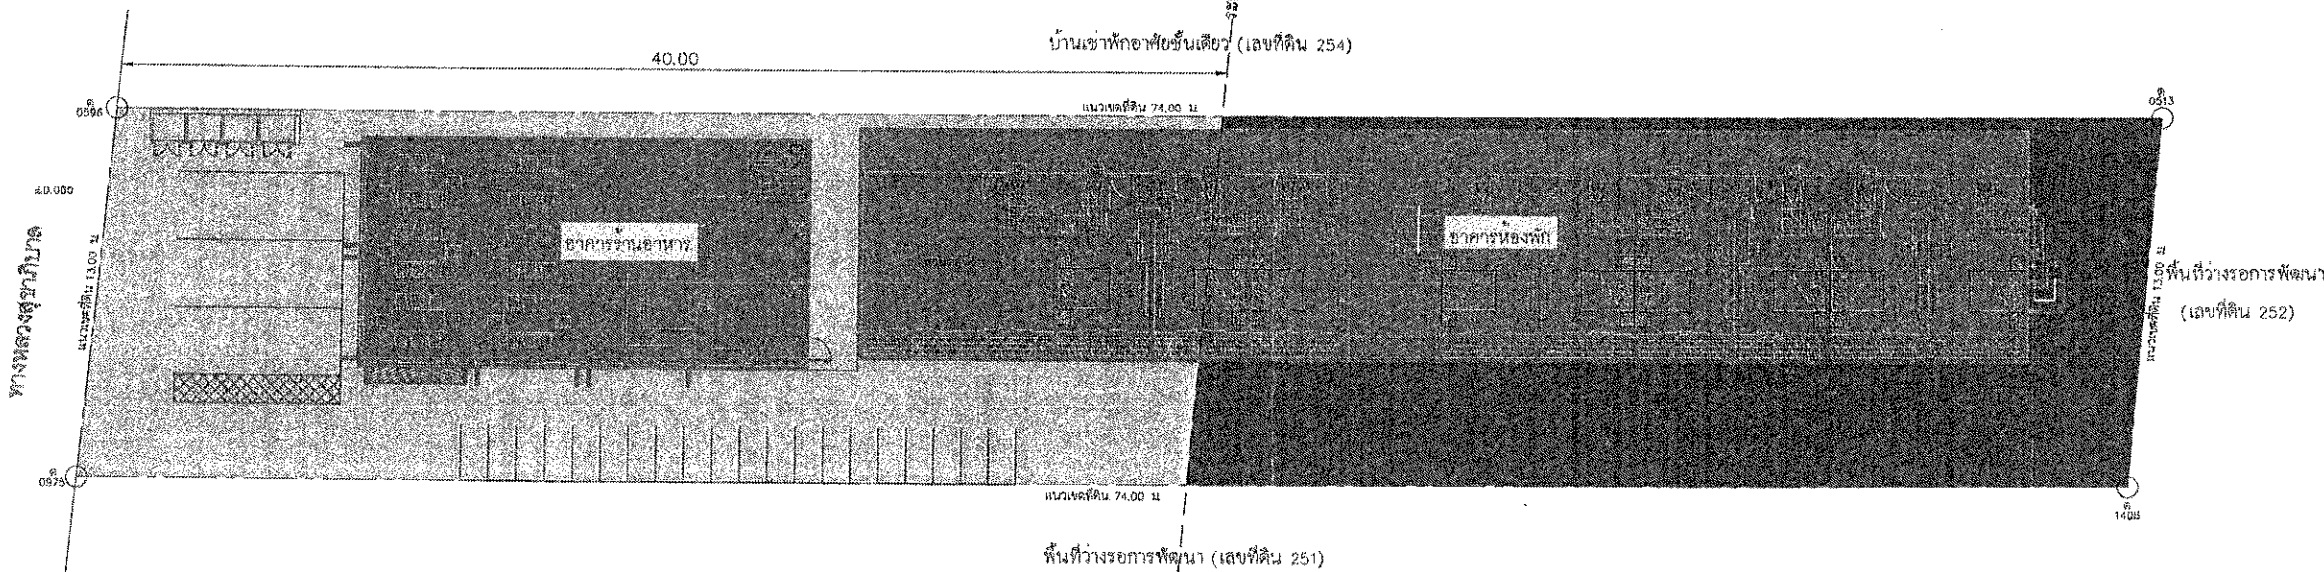 บ้านเช่าพักอาศัยชั้นเดียว (เลขที่ดิน 254)
40.00
แนวเขตที่ดิน 74.00 ม
0596
0513
±0.000
ทางหลวงสุขาภิบาล
แนวเขตที่ดิน 13.00 ม
อาคารร้านอาหาร
อาคารห้องพัก
แนวเขตที่ดิน 13.00 ม
พื้นที่ว่างรอการพัฒนา
(เลขที่ดิน 252)
0975
แนวเขตที่ดิน 74.00 ม
1408
พื้นที่ว่างรอการพัฒนา (เลขที่ดิน 251)